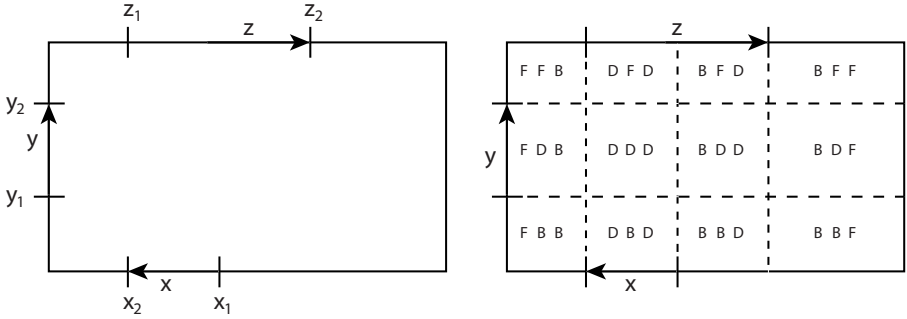 z1 z2
z
y2
y
y1
x
x2 x1
z
F F B D F D B F D B F F
y
F D B D D D B D D B D F
F B B D B D B B D B B F
x